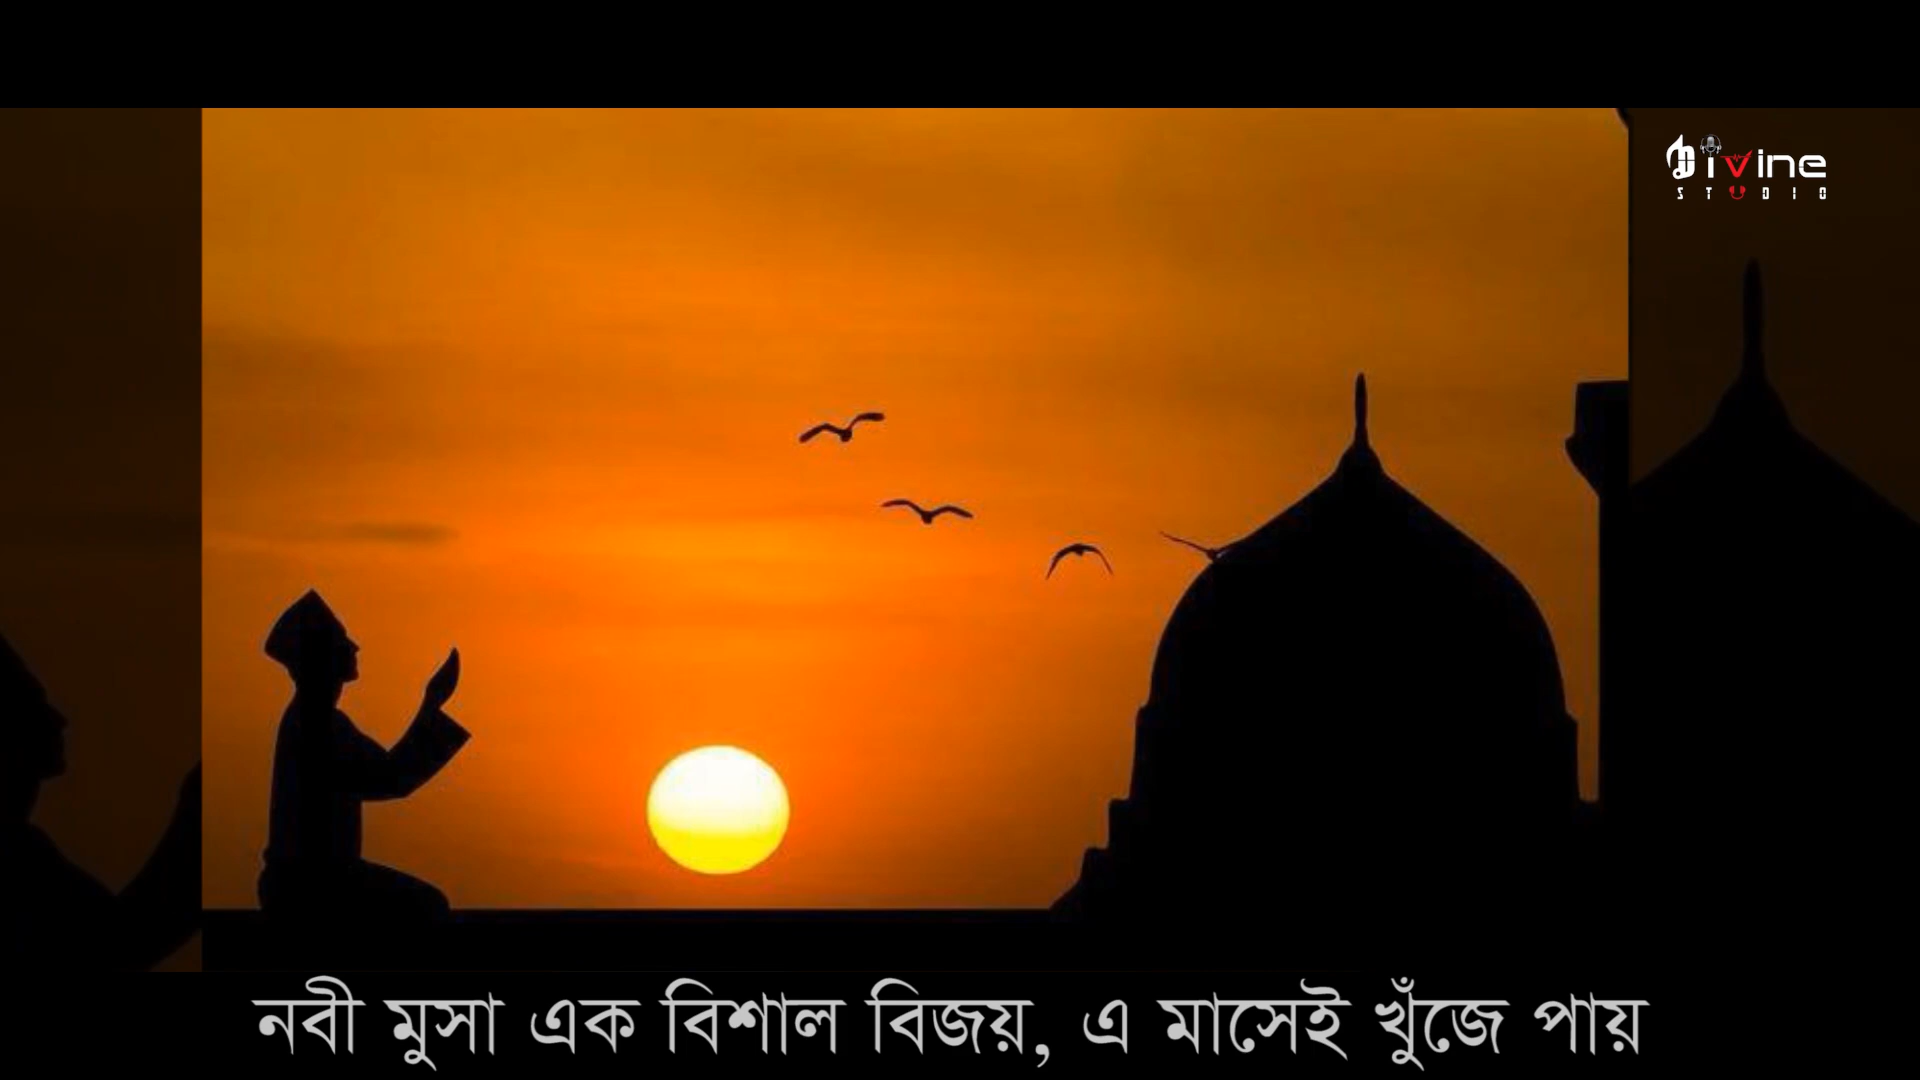 Divine
STUDIO
নবী মুসা এক বিশাল বিজয়, এ মাসেই খুঁজে পায়